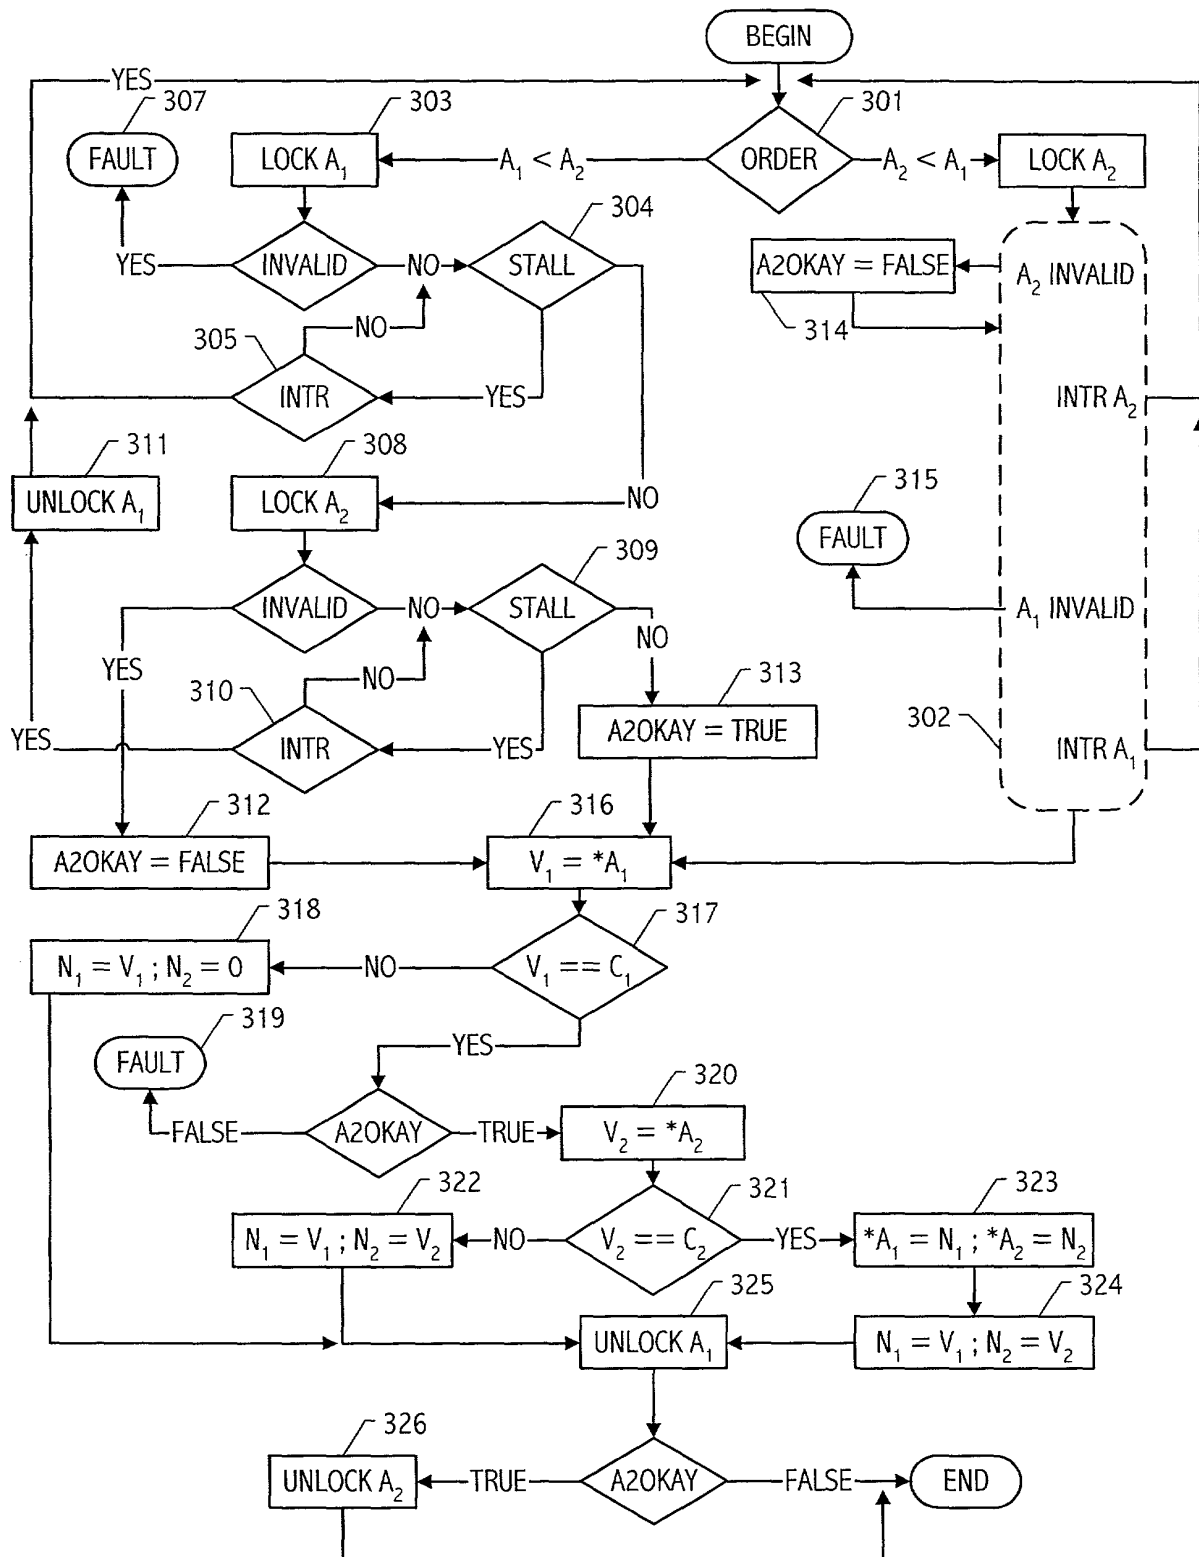 BEGIN
YES
307
303
301
FAULT
LOCK A₁
A₁ < A₂
ORDER
A₂ < A₁
LOCK A₂
304
YES
INVALID
NO
STALL
A2OKAY = FALSE
A₂ INVALID
314
305
NO
INTR
YES
INTR A₂
311
308
UNLOCK A₁
LOCK A₂
NO
315
FAULT
309
INVALID
NO
STALL
NO
A₁ INVALID
YES
310
NO
313
302
YES
INTR
YES
A2OKAY = TRUE
INTR A₁
312
316
A2OKAY = FALSE
V₁ = *A₁
318
317
N₁ = V₁ ; N₂ = 0
NO
V₁ == C₁
319
FAULT
YES
320
FALSE
A2OKAY
TRUE
V₂ = *A₂
322
321
323
N₁ = V₁ ; N₂ = V₂
NO
V₂ == C₂
YES
*A₁ = N₁ ; *A₂ = N₂
325
324
UNLOCK A₁
N₁ = V₁ ; N₂ = V₂
326
UNLOCK A₂
TRUE
A2OKAY
FALSE
END